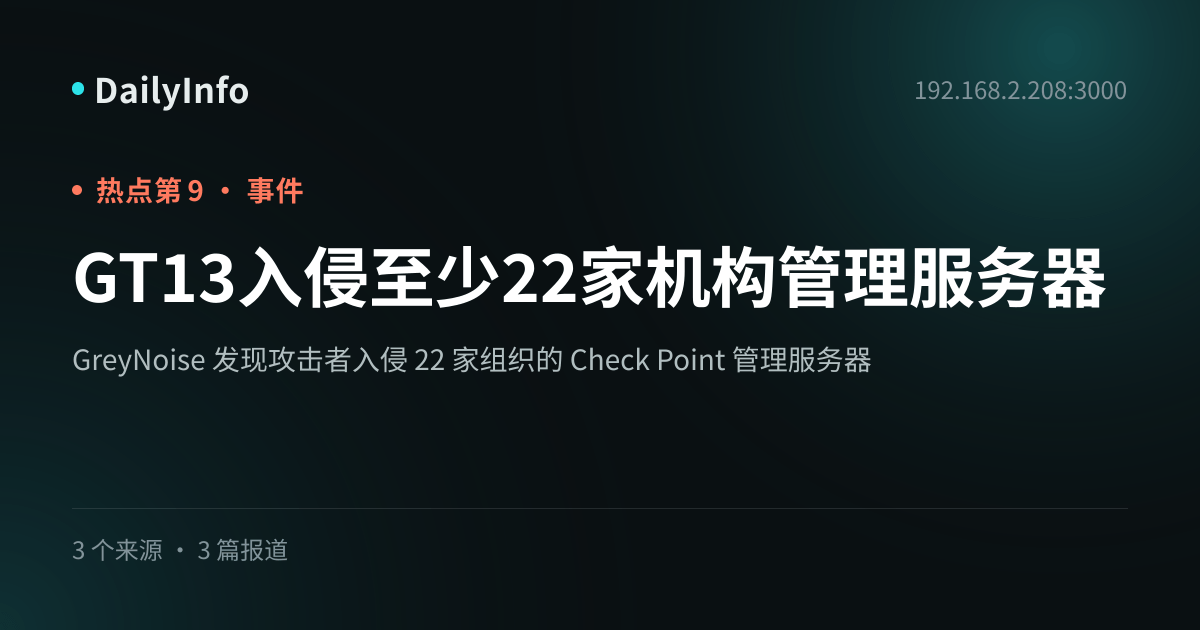 DailyInfo
192.168.2.208:3000
热点第 9 · 事件
GT13入侵至少22家机构管理服务器
GreyNoise 发现攻击者入侵 22 家组织的 Check Point 管理服务器
3 个来源 · 3 篇报道